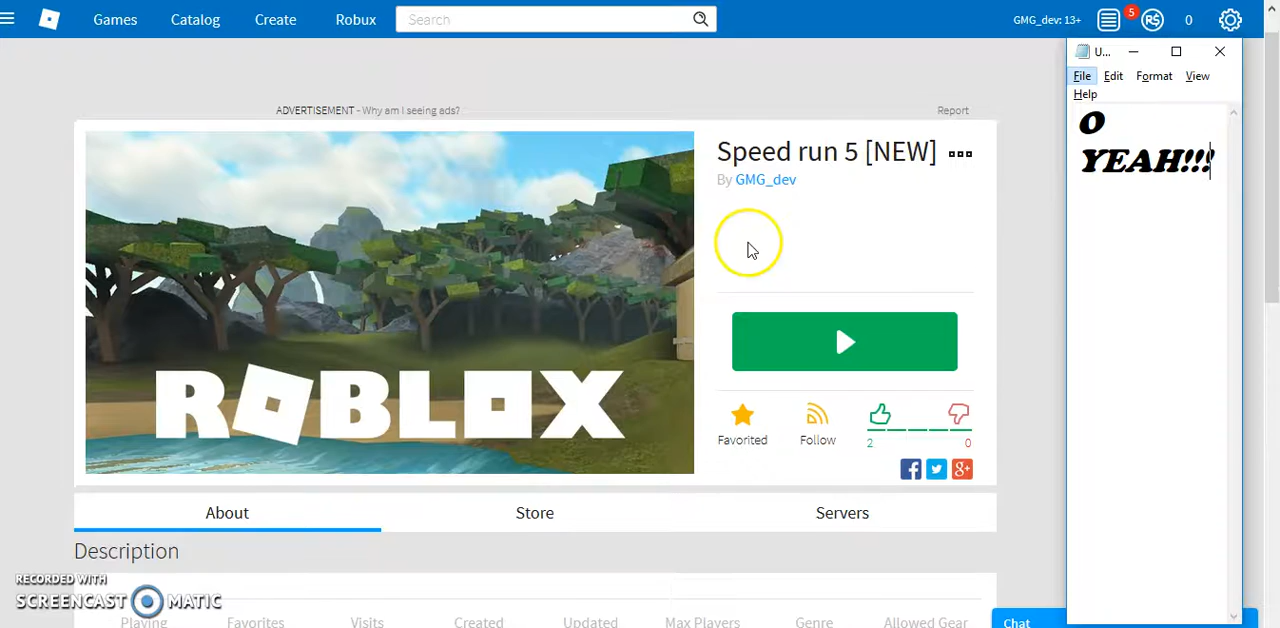 Games Catalog Create Robux Search GMG_dev: 13+ 5 R$ 0
U...
File Edit Format View
Help
O
YEAH!!!
ADVERTISEMENT - Why am I seeing ads? Report
Speed run 5 [NEW]
By GMG_dev
ROBLOX
Favorited Follow 2 0
f g+
About Store Servers
Description
RECORDED WITH
SCREENCAST MATIC
Playing Favorites Visits Created Updated Max Players Genre Allowed Gear
Chat